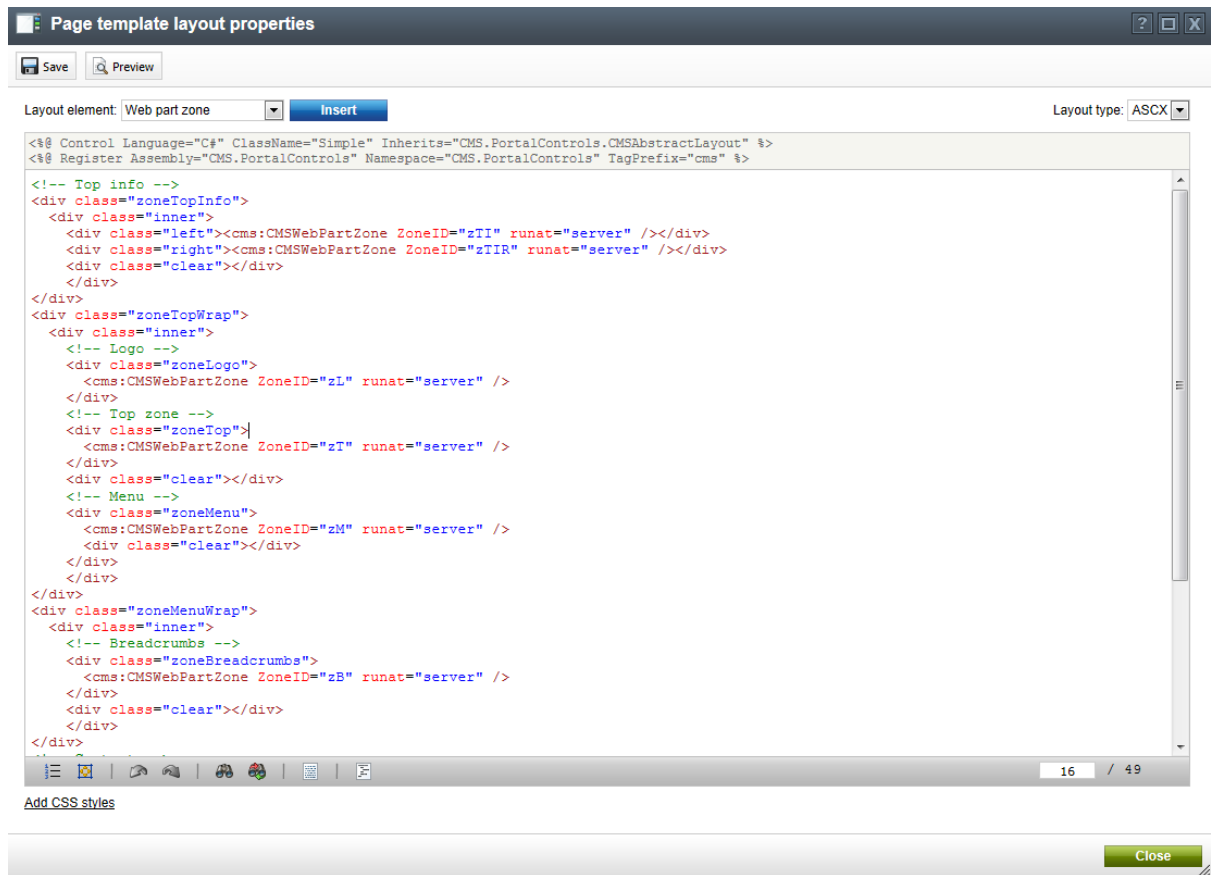 Page template layout properties
? X
Save Preview
Layout element: Web part zone Insert Layout type: ASCX
<%@ Control Language="C#" ClassName="Simple" Inherits="CMS.PortalControls.CMSAbstractLayout" %>
<%@ Register Assembly="CMS.PortalControls" Namespace="CMS.PortalControls" TagPrefix="cms" %>
<!-- Top info -->
<div class="zoneTopInfo">
<div class="inner">
<div class="left"><cms:CMSWebPartZone ZoneID="zTI" runat="server" /></div>
<div class="right"><cms:CMSWebPartZone ZoneID="zTIR" runat="server" /></div>
<div class="clear"></div>
</div>
</div>
<div class="zoneTopWrap">
<div class="inner">
<!-- Logo -->
<div class="zoneLogo">
<cms:CMSWebPartZone ZoneID="zL" runat="server" />
</div>
<!-- Top zone -->
<div class="zoneTop">
<cms:CMSWebPartZone ZoneID="zT" runat="server" />
</div>
<div class="clear"></div>
<!-- Menu -->
<div class="zoneMenu">
<cms:CMSWebPartZone ZoneID="zM" runat="server" />
<div class="clear"></div>
</div>
</div>
</div>
<div class="zoneMenuWrap">
<div class="inner">
<!-- Breadcrumbs -->
<div class="zoneBreadcrumbs">
<cms:CMSWebPartZone ZoneID="zB" runat="server" />
</div>
<div class="clear"></div>
</div>
</div>
16 / 49
Add CSS styles
Close